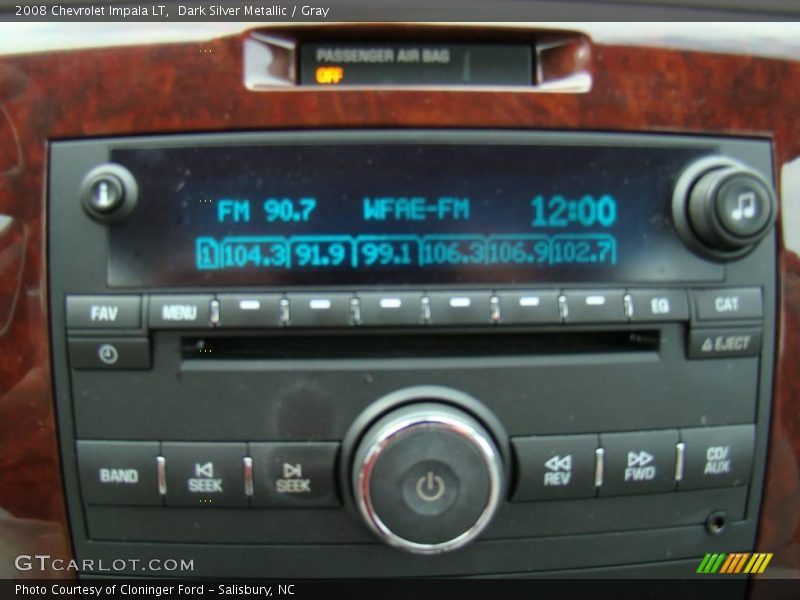 2008 Chevrolet Impala LT, Dark Silver Metallic / Gray
PASSENGER AIR BAG
OFF
FM 90.7 WFAE-FM 12:00
1 104.3 91.9 99.1 106.3 106.9 102.7
FAV MENU EQ CAT
EJECT
BAND SEEK SEEK REV FWD CD/AUX
GTCARLOT.COM
Photo Courtesy of Cloninger Ford - Salisbury, NC